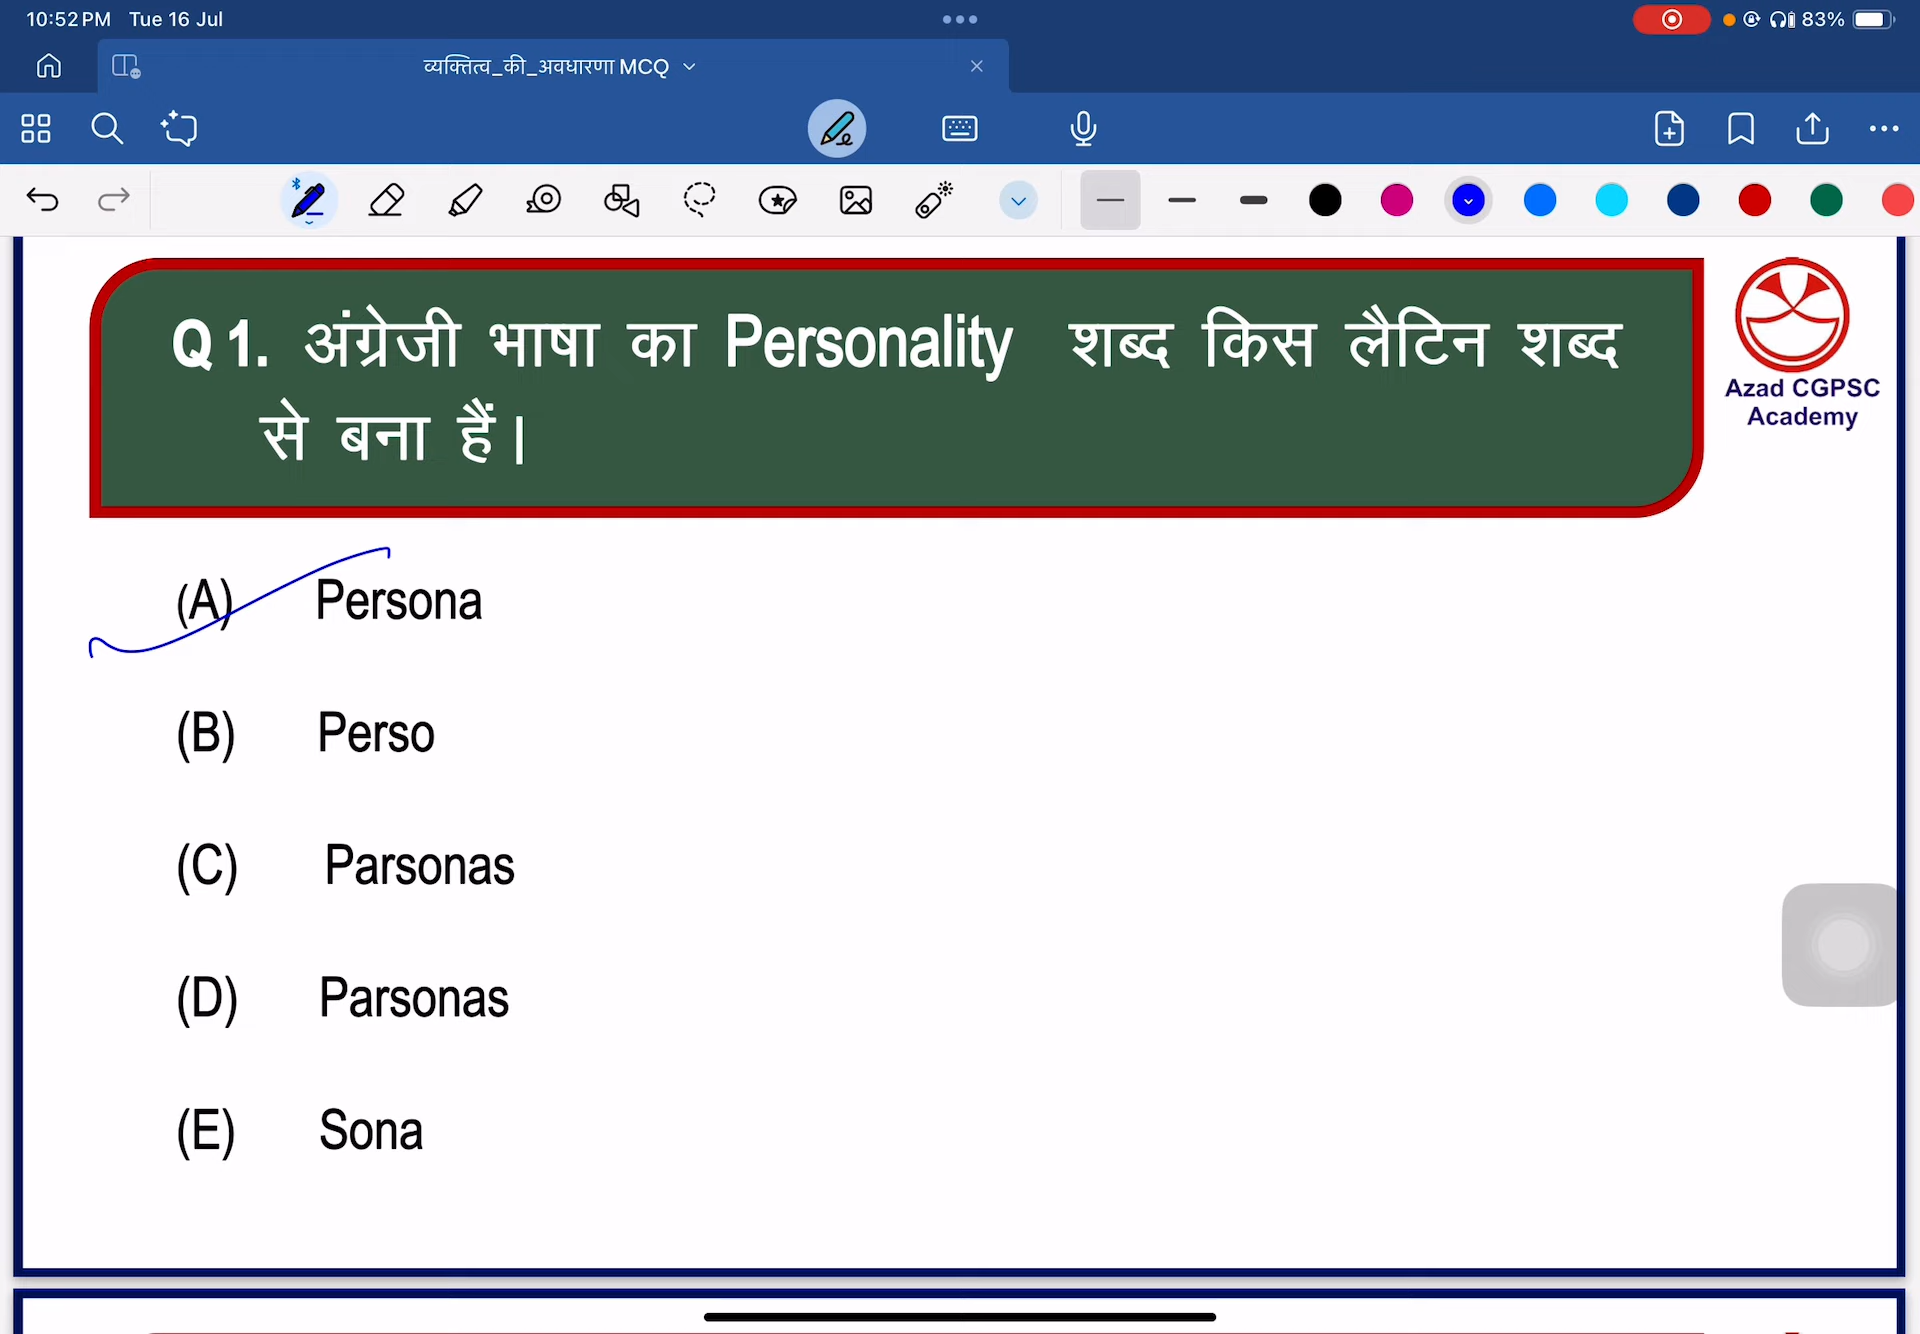 10:52 PM Tue 16 Jul
83%
व्यक्तित्व_की_अवधारणा MCQ
Q 1. अंग्रेजी भाषा का Personality शब्द किस लैटिन शब्द
से बना हैं।
Azad CGPSC
Academy
(A) Persona
(B) Perso
(C) Parsonas
(D) Parsonas
(E) Sona